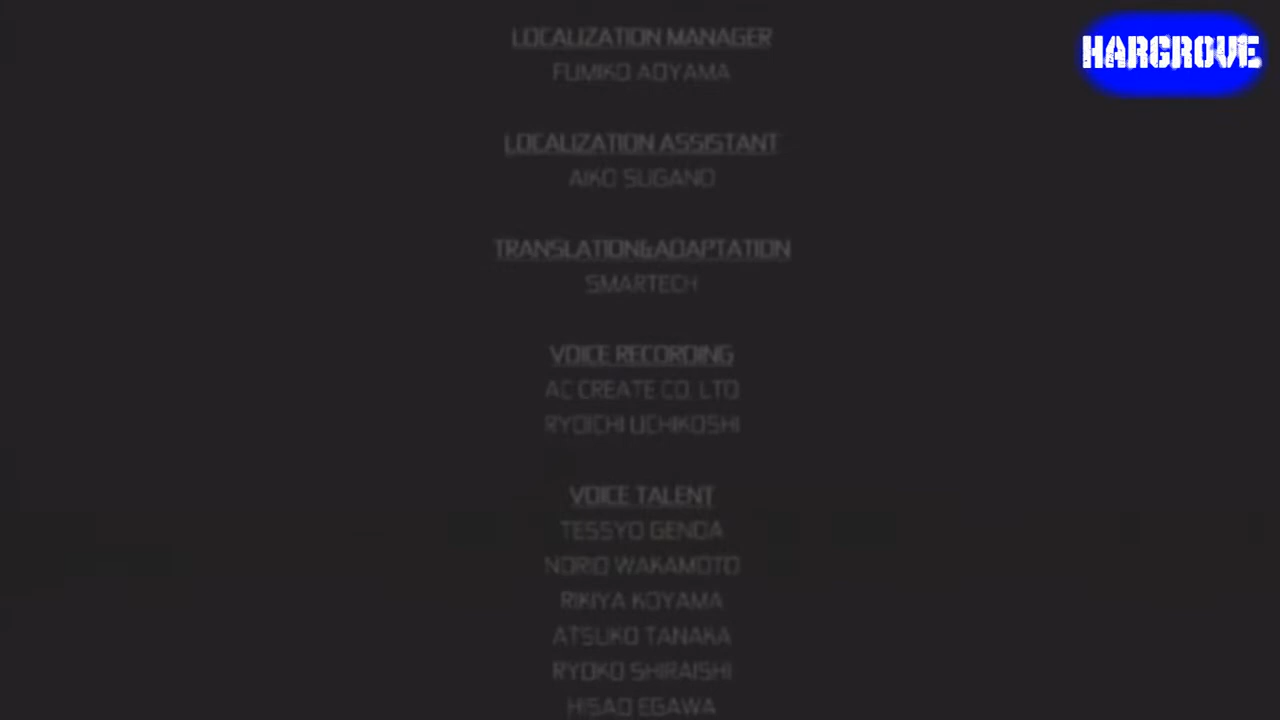 HARGROVE
LOCALIZATION MANAGER
FUMIKO AOYAMA
LOCALIZATION ASSISTANT
AIKO SUGANO
TRANSLATION&ADAPTATION
SMARTECH
VOICE RECORDING
AC CREATE CO. LTD
RYOICHI UCHIKOSHI
VOICE TALENT
TESSYO GENDA
NORIO WAKAMOTO
RIKIYA KOYAMA
ATSUKO TANAKA
RYOKO SHIRAISHI
HISAO EGAWA